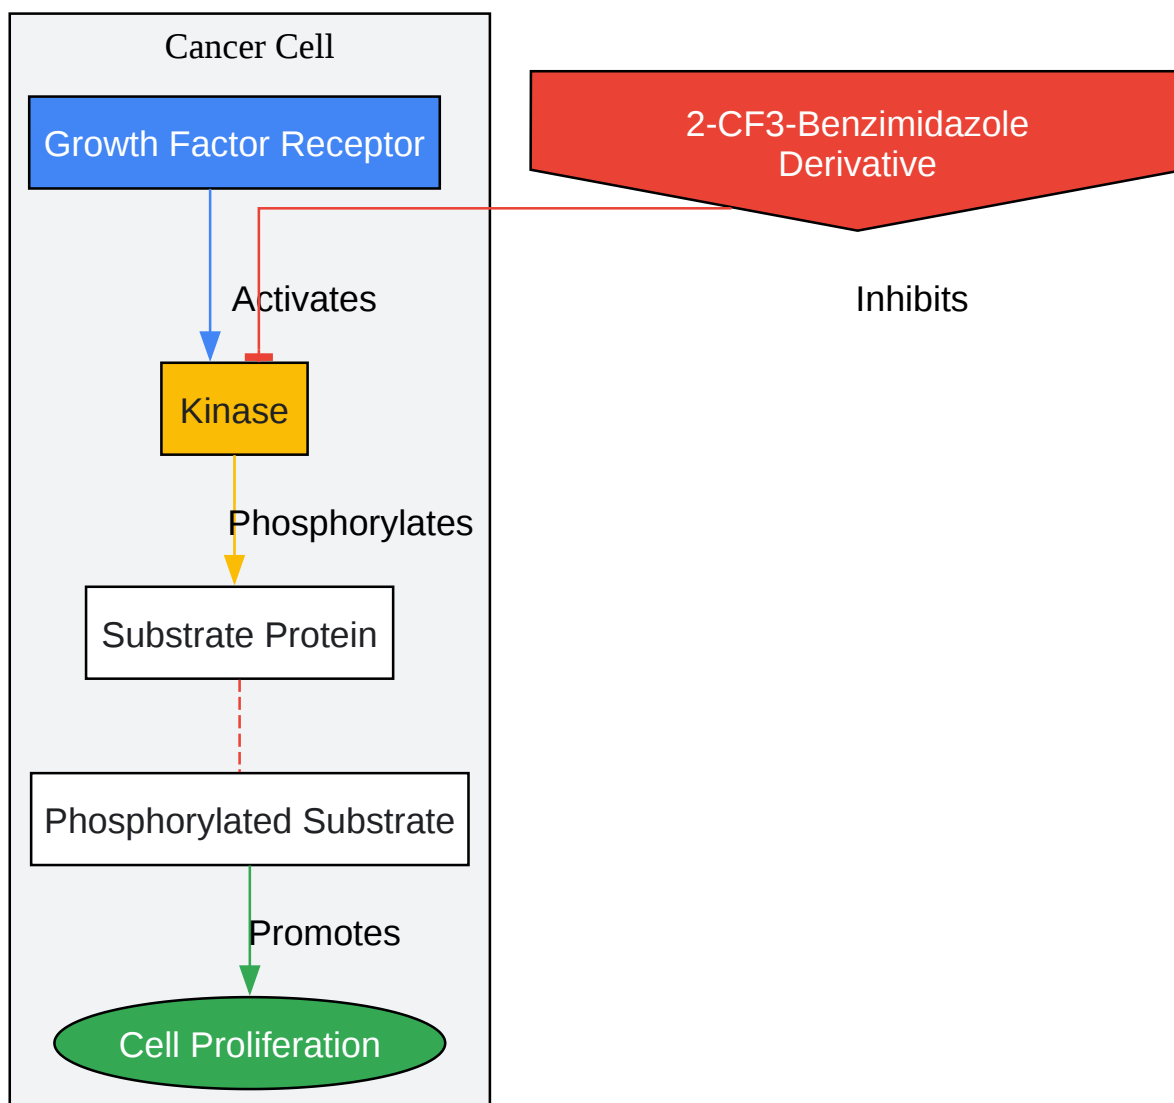 Cancer Cell
Growth Factor Receptor
2-CF3-Benzimidazole
Derivative
Activates
Inhibits
Kinase
Phosphorylates
Substrate Protein
Phosphorylated Substrate
Promotes
Cell Proliferation